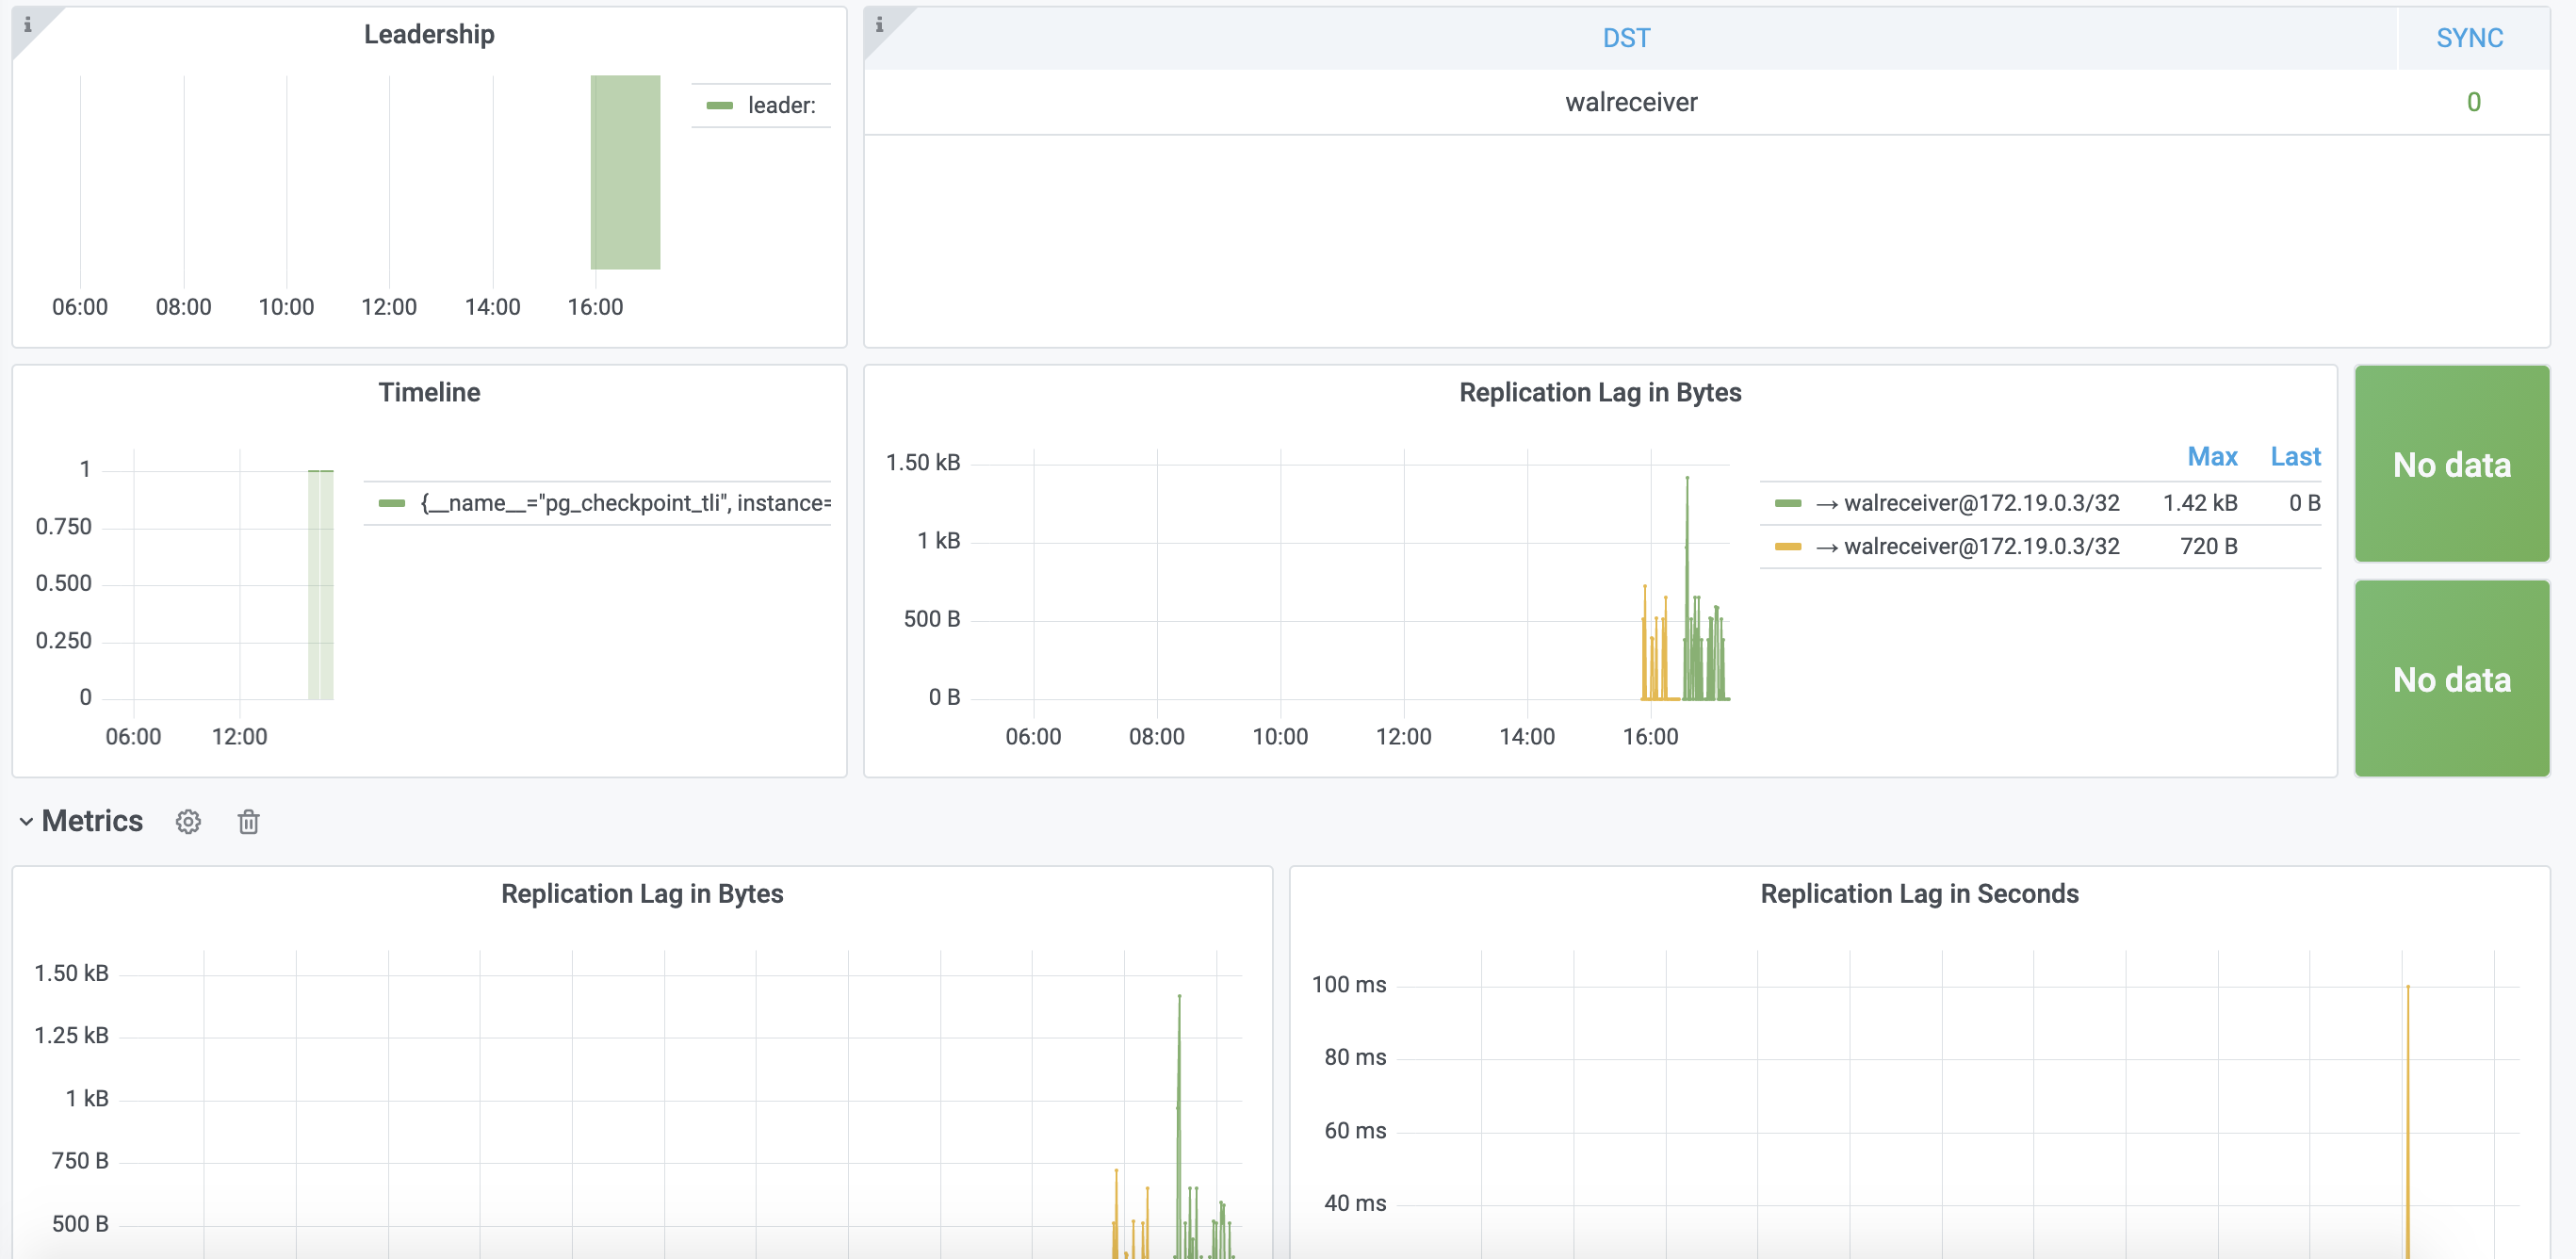 i
Leadership
leader:
06:00 08:00 10:00 12:00 14:00 16:00
i
DST SYNC
walreceiver 0
Timeline
1
0.750
0.500
0.250
0
06:00 12:00
{__name__="pg_checkpoint_tli", instance=
Replication Lag in Bytes
1.50 kB
1 kB
500 B
0 B
06:00 08:00 10:00 12:00 14:00 16:00
Max Last
→ walreceiver@172.19.0.3/32 1.42 kB 0 B
→ walreceiver@172.19.0.3/32 720 B
No data
No data
Metrics
Replication Lag in Bytes
1.50 kB
1.25 kB
1 kB
750 B
500 B
Replication Lag in Seconds
100 ms
80 ms
60 ms
40 ms